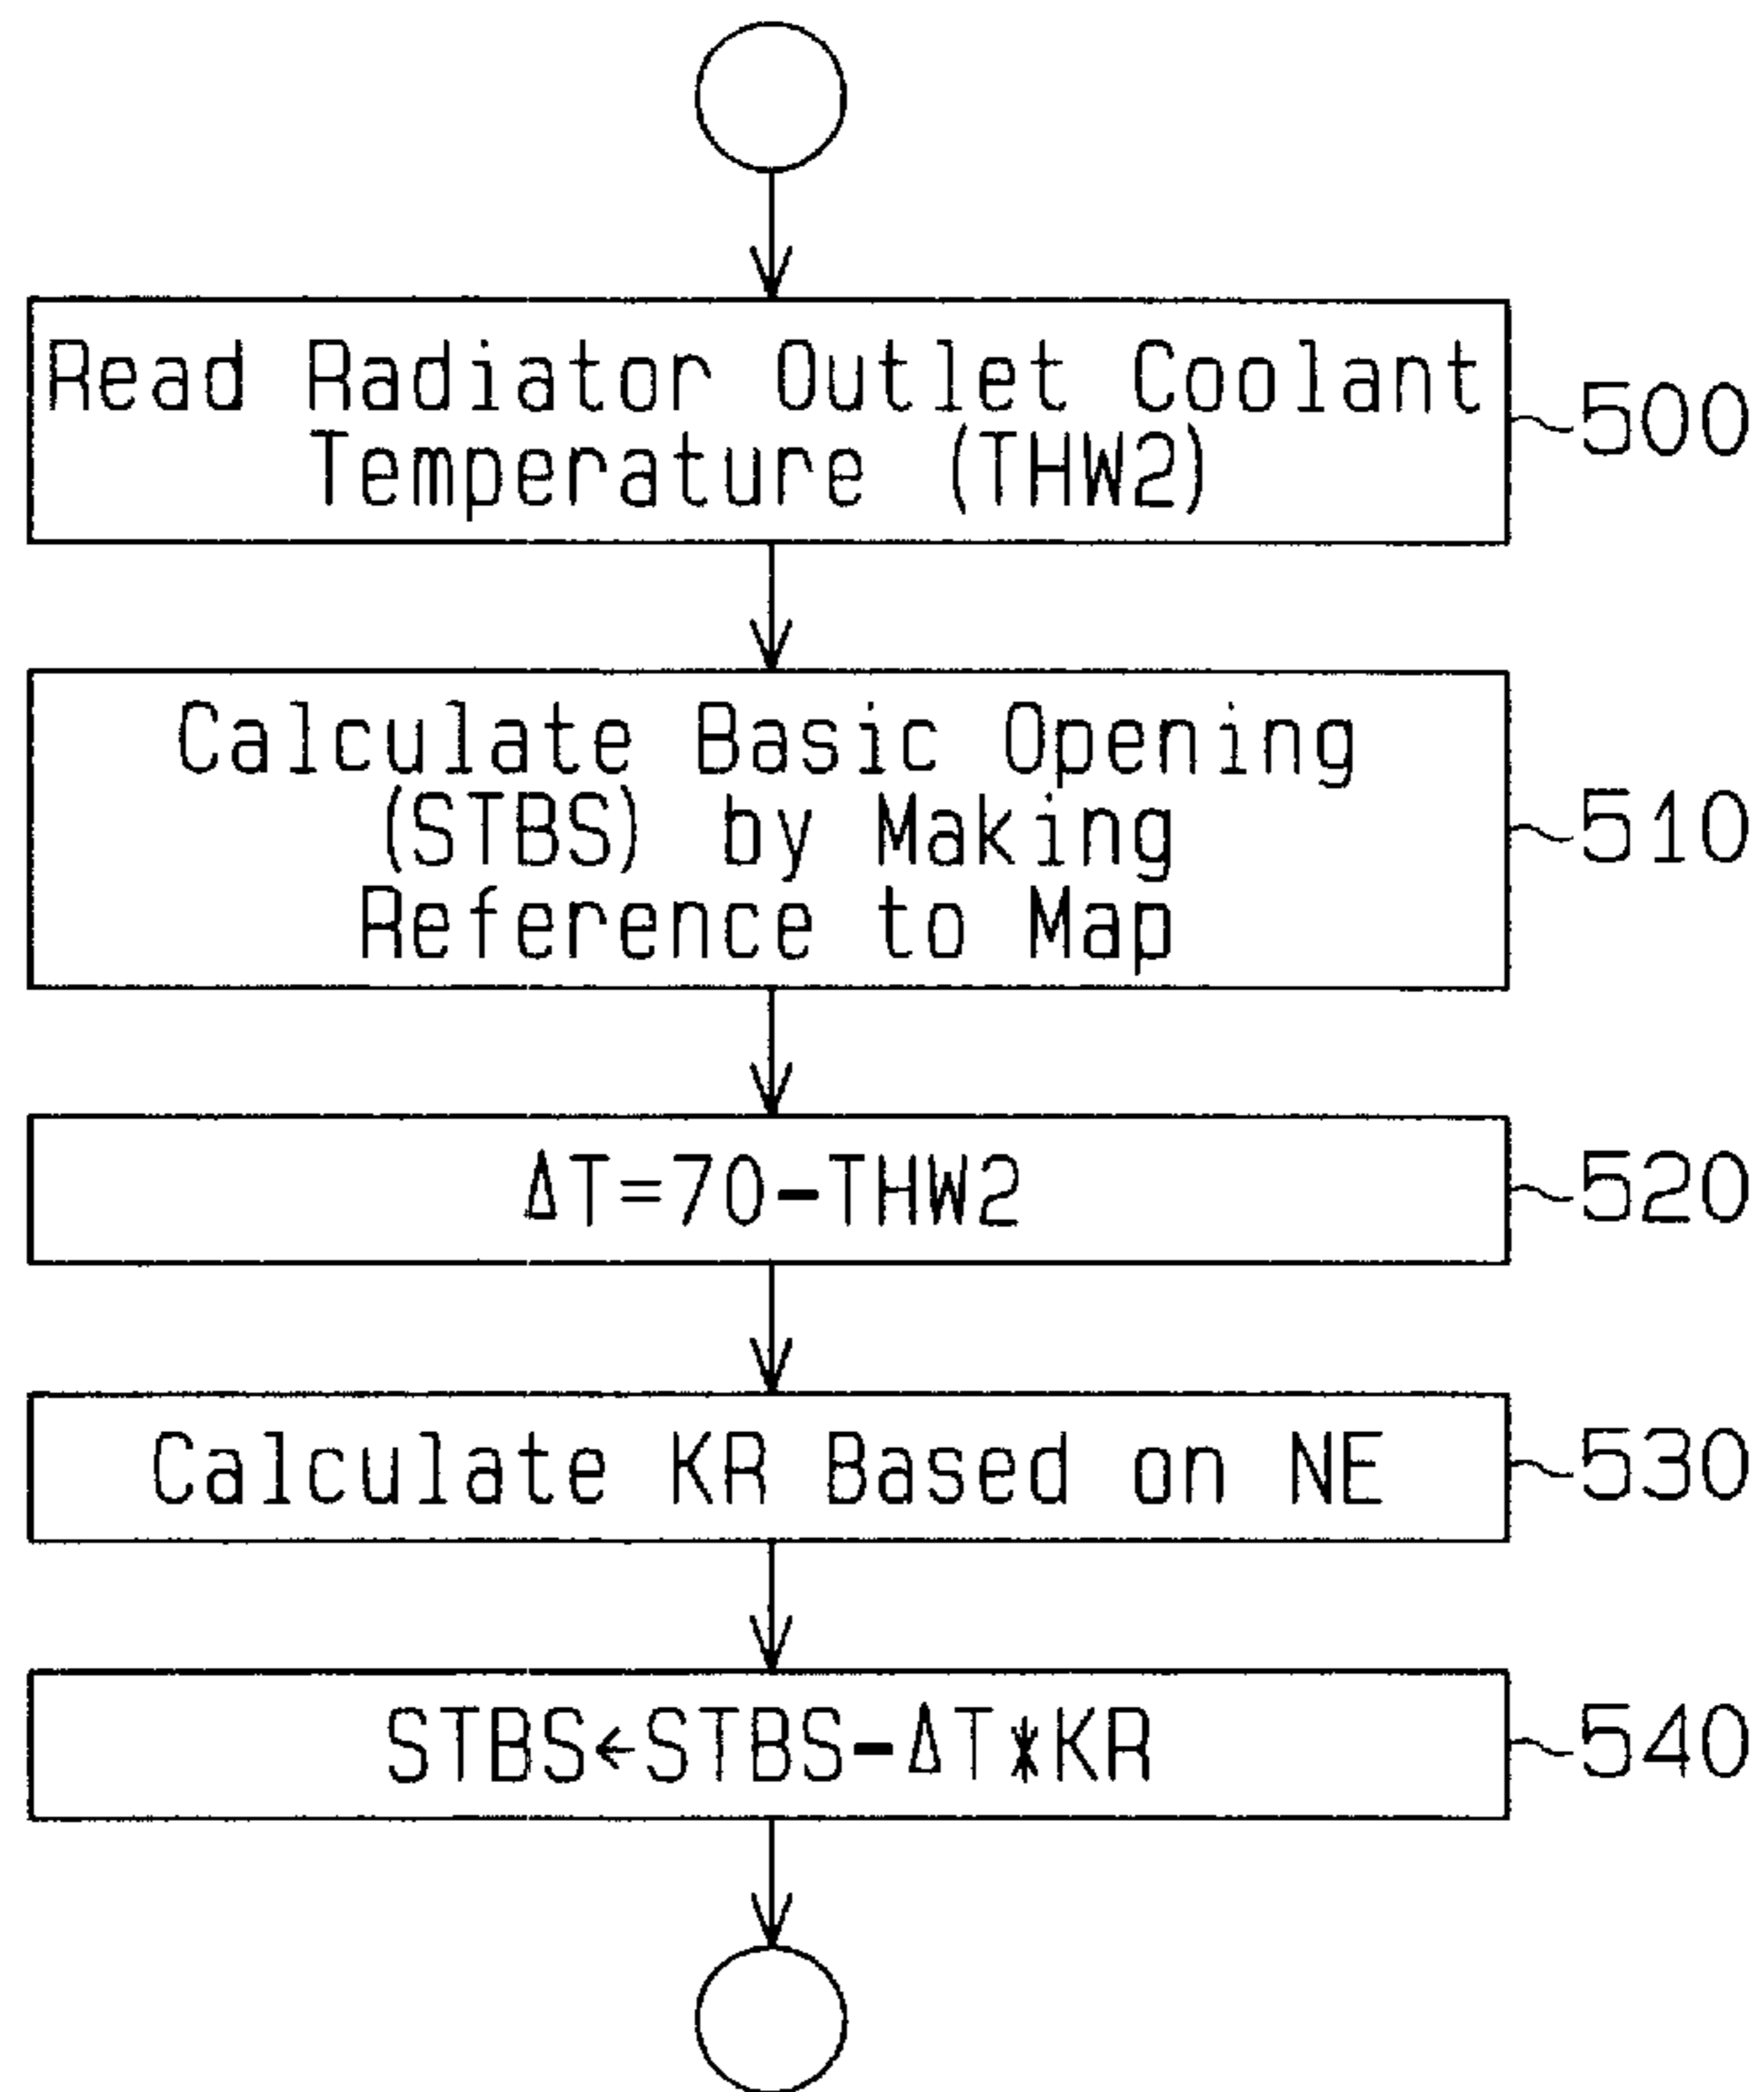 Read Radiator Outlet Coolant
Temperature (THW2)
500
Calculate Basic Opening
(STBS) by Making
Reference to Map
510
ΔT=70-THW2
520
Calculate KR Based on NE
530
STBS←STBS-ΔT*KR
540